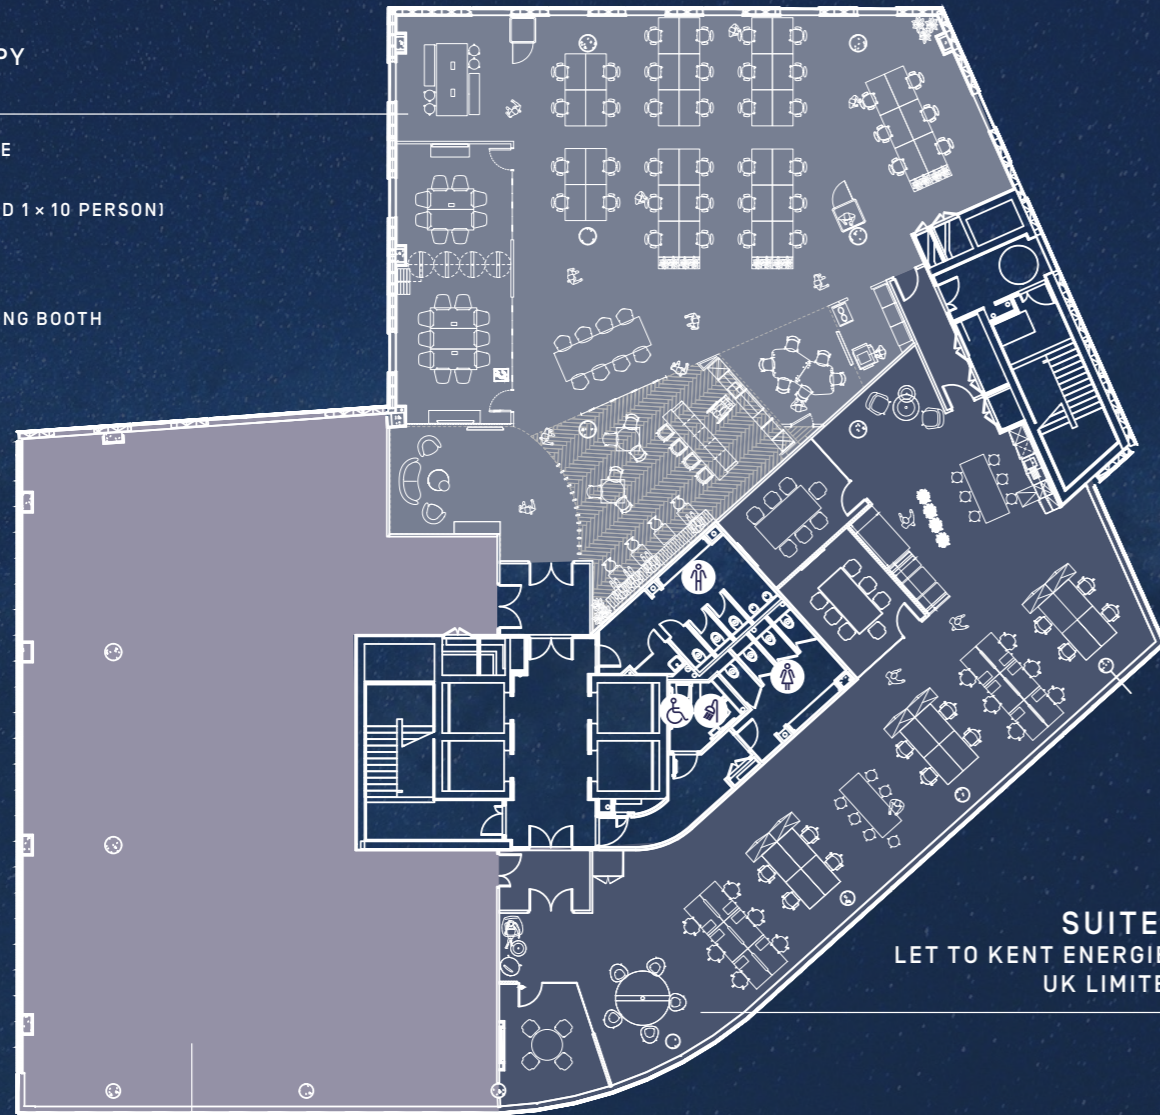 PY
E
D 1 × 10 PERSON)
NG BOOTH
SUITE
LET TO KENT ENERGIE
UK LIMITE